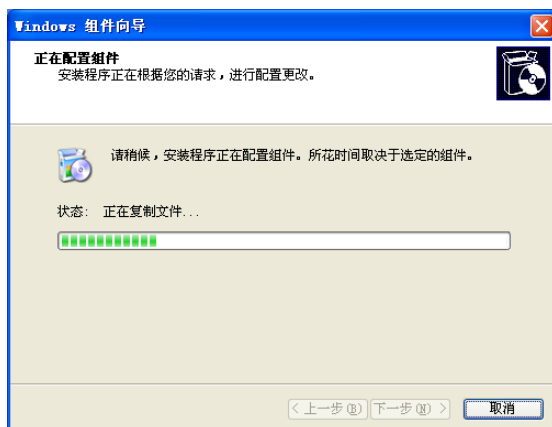 Windows 组件向导
正在配置组件
安装程序正在根据您的请求，进行配置更改。
请稍候，安装程序正在配置组件。所花时间取决于选定的组件。
状态: 正在复制文件...
< 上一步(B) 下一步(N) > 取消